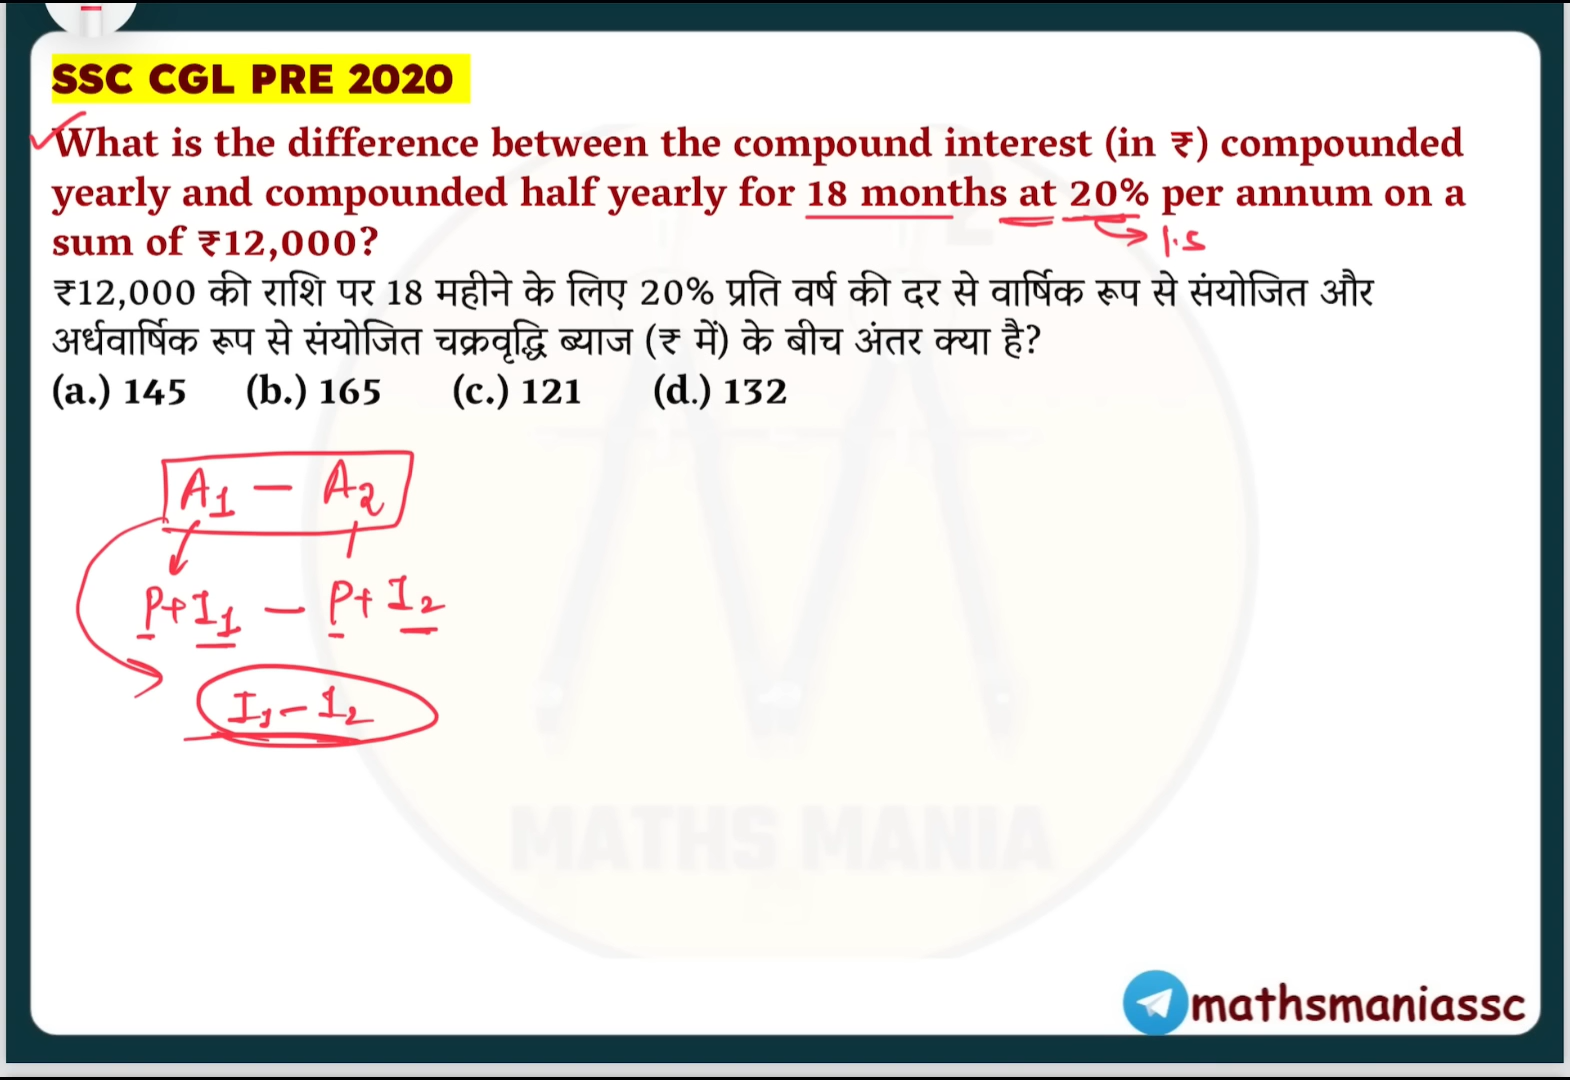 SSC CGL PRE 2020
What is the difference between the compound interest (in ₹) compounded
yearly and compounded half yearly for 18 months at 20% per annum on a
sum of ₹12,000?
1.5
₹12,000 की राशि पर 18 महीने के लिए 20% प्रति वर्ष की दर से वार्षिक रूप से संयोजित और
अर्धवार्षिक रूप से संयोजित चक्रवृद्धि ब्याज (₹ में) के बीच अंतर क्या है?
(a.) 145 (b.) 165 (c.) 121 (d.) 132
A1 - A2
P+I1 - P+I2
I1-I2
MATHS MANIA
mathsmaniassc